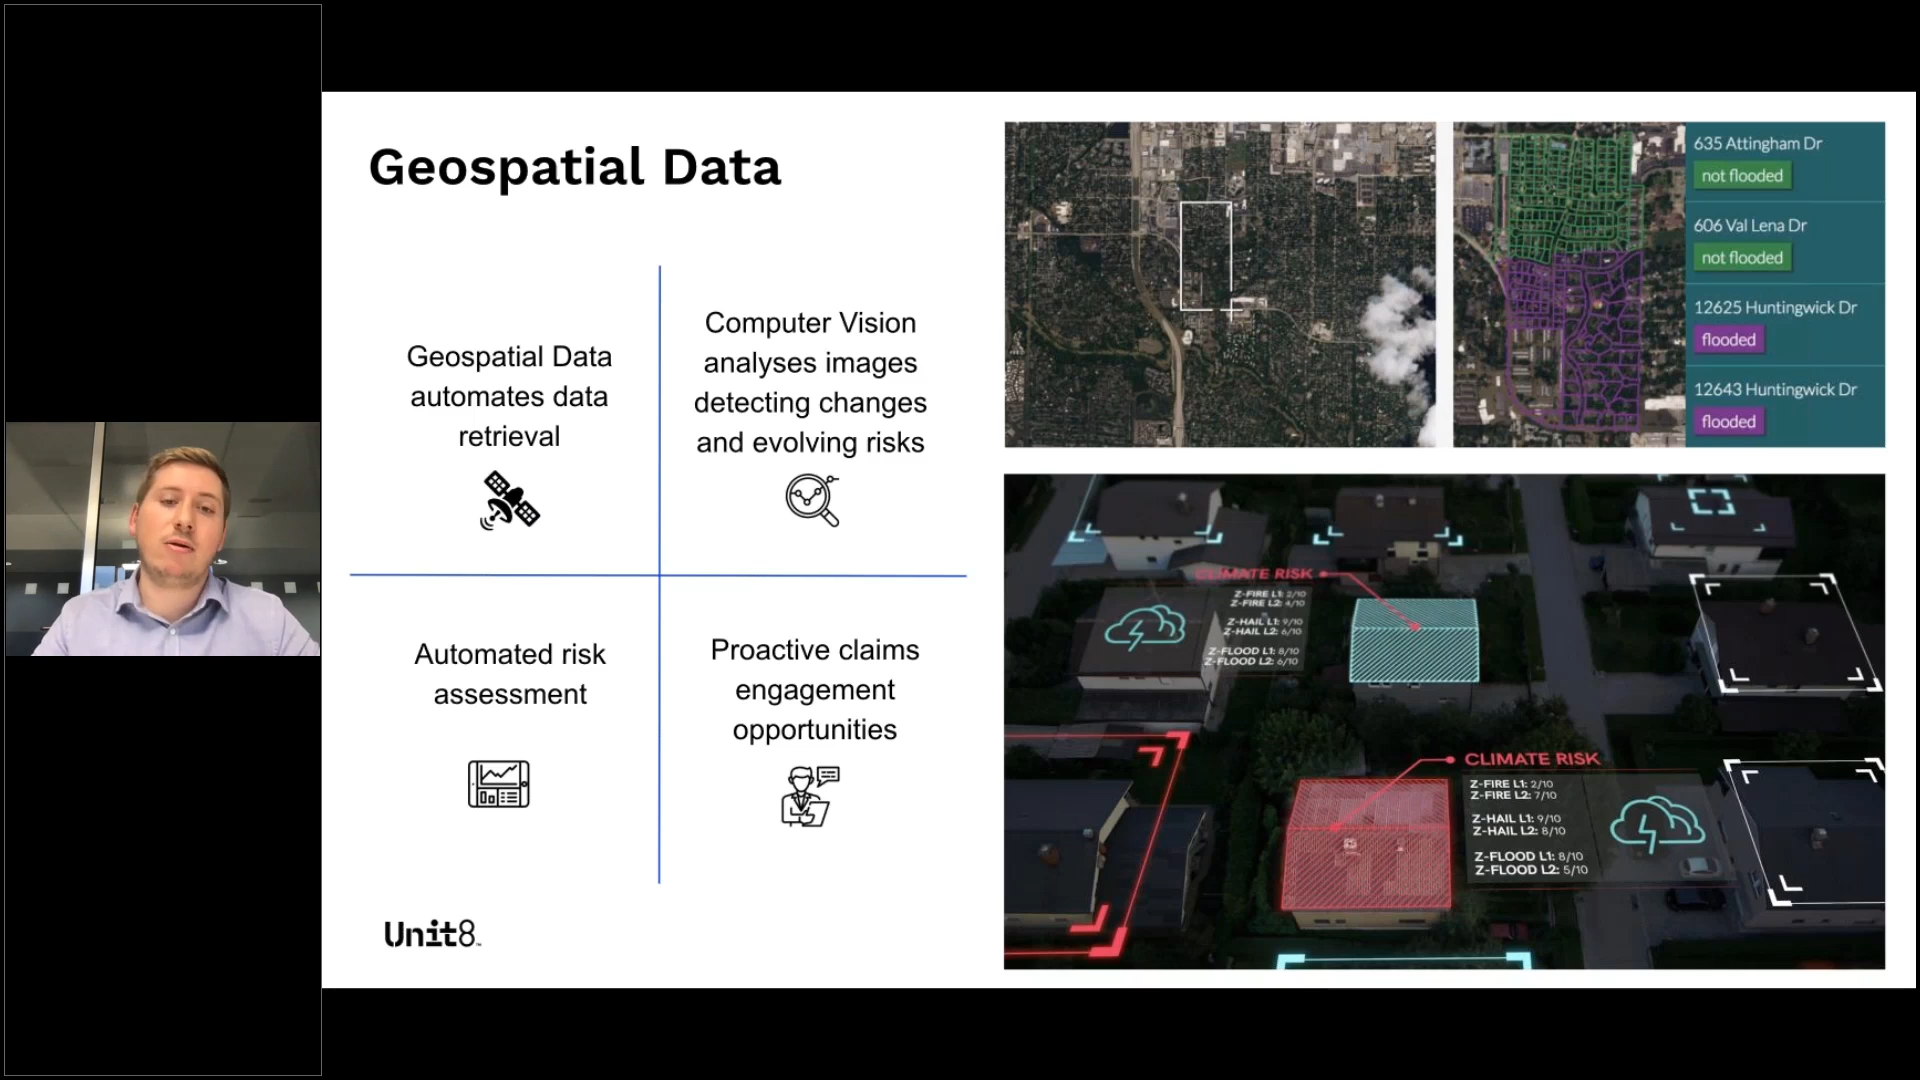 Geospatial Data
Geospatial Data
automates data
retrieval
Computer Vision
analyses images
detecting changes
and evolving risks
Automated risk
assessment
Proactive claims
engagement
opportunities
Unit8™
635 Attingham Dr
not flooded
606 Val Lena Dr
not flooded
12625 Huntingwick Dr
flooded
12643 Huntingwick Dr
flooded
CLIMATE RISK
Z-FIRE L1: 2/10
Z-FIRE L2: 4/10
Z-HAIL L1: 9/10
Z-HAIL L2: 6/10
Z-FLOOD L1: 8/10
Z-FLOOD L2: 6/10
CLIMATE RISK
Z-FIRE L1: 2/10
Z-FIRE L2: 7/10
Z-HAIL L1: 9/10
Z-HAIL L2: 8/10
Z-FLOOD L1: 8/10
Z-FLOOD L2: 5/10